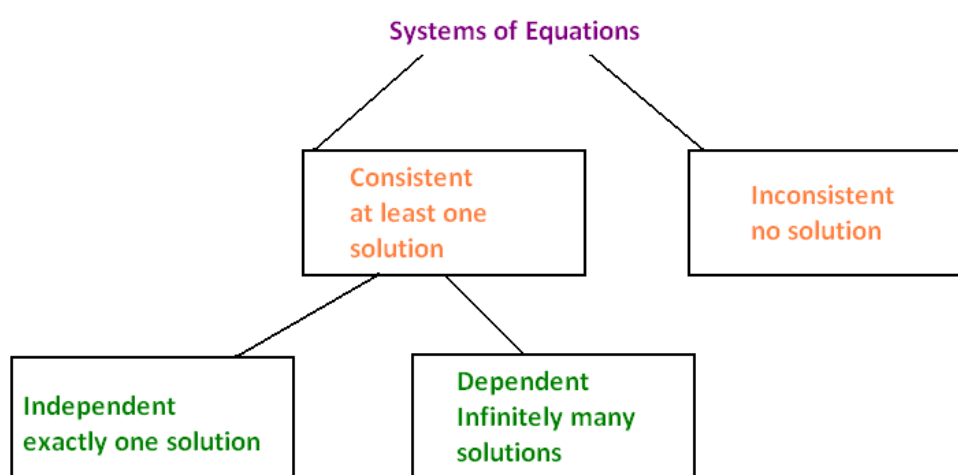 Systems of Equations
Consistent
at least one
solution
Inconsistent
no solution
Independent
exactly one solution
Dependent
Infinitely many
solutions